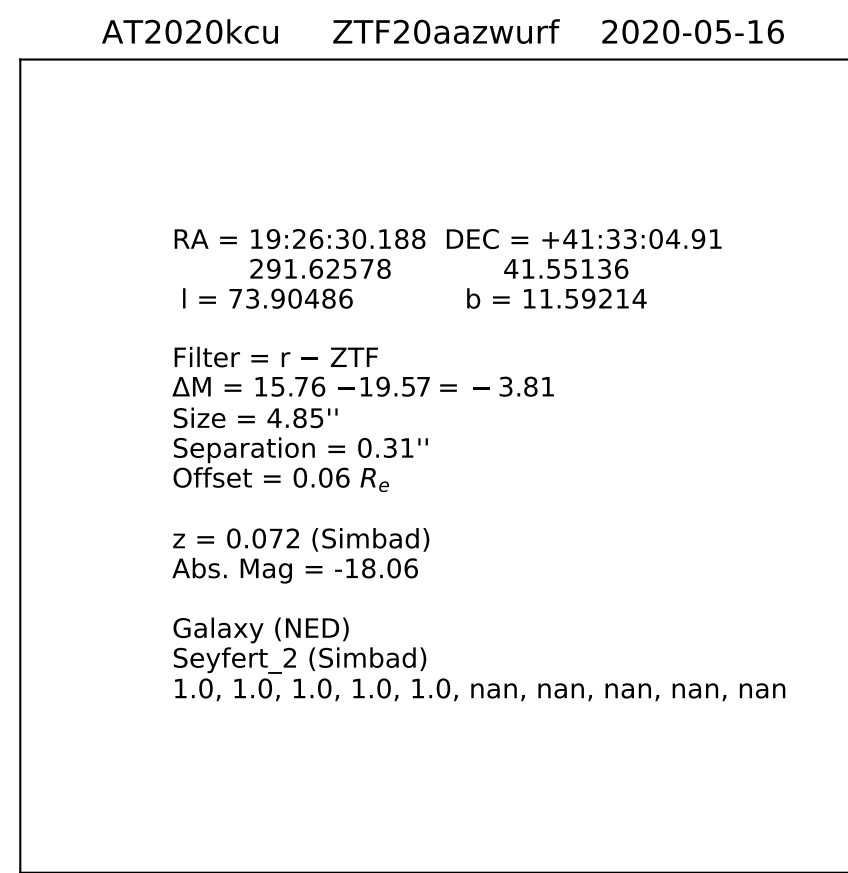 AT2020kcu ZTF20aazwurf 2020-05-16
RA = 19:26:30.188 DEC = +41:33:04.91
291.62578 41.55136
l = 73.90486 b = 11.59214
Filter = r − ZTF
ΔM = 15.76 −19.57 = − 3.81
Size = 4.85''
Separation = 0.31''
Offset = 0.06 Re
z = 0.072 (Simbad)
Abs. Mag = -18.06
Galaxy (NED)
Seyfert_2 (Simbad)
1.0, 1.0, 1.0, 1.0, 1.0, nan, nan, nan, nan, nan